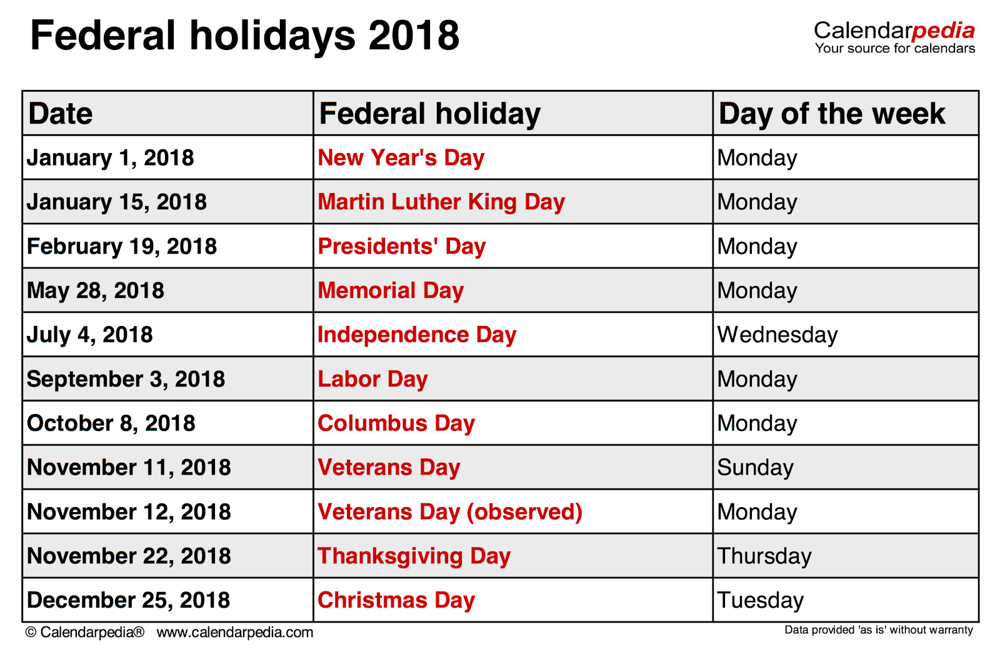 Federal holidays 2018
Calendarpedia
Your source for calendars
Date Federal holiday Day of the week
January 1, 2018 New Year's Day Monday
January 15, 2018 Martin Luther King Day Monday
February 19, 2018 Presidents' Day Monday
May 28, 2018 Memorial Day Monday
July 4, 2018 Independence Day Wednesday
September 3, 2018 Labor Day Monday
October 8, 2018 Columbus Day Monday
November 11, 2018 Veterans Day Sunday
November 12, 2018 Veterans Day (observed) Monday
November 22, 2018 Thanksgiving Day Thursday
December 25, 2018 Christmas Day Tuesday
© Calendarpedia® www.calendarpedia.com Data provided 'as is' without warranty